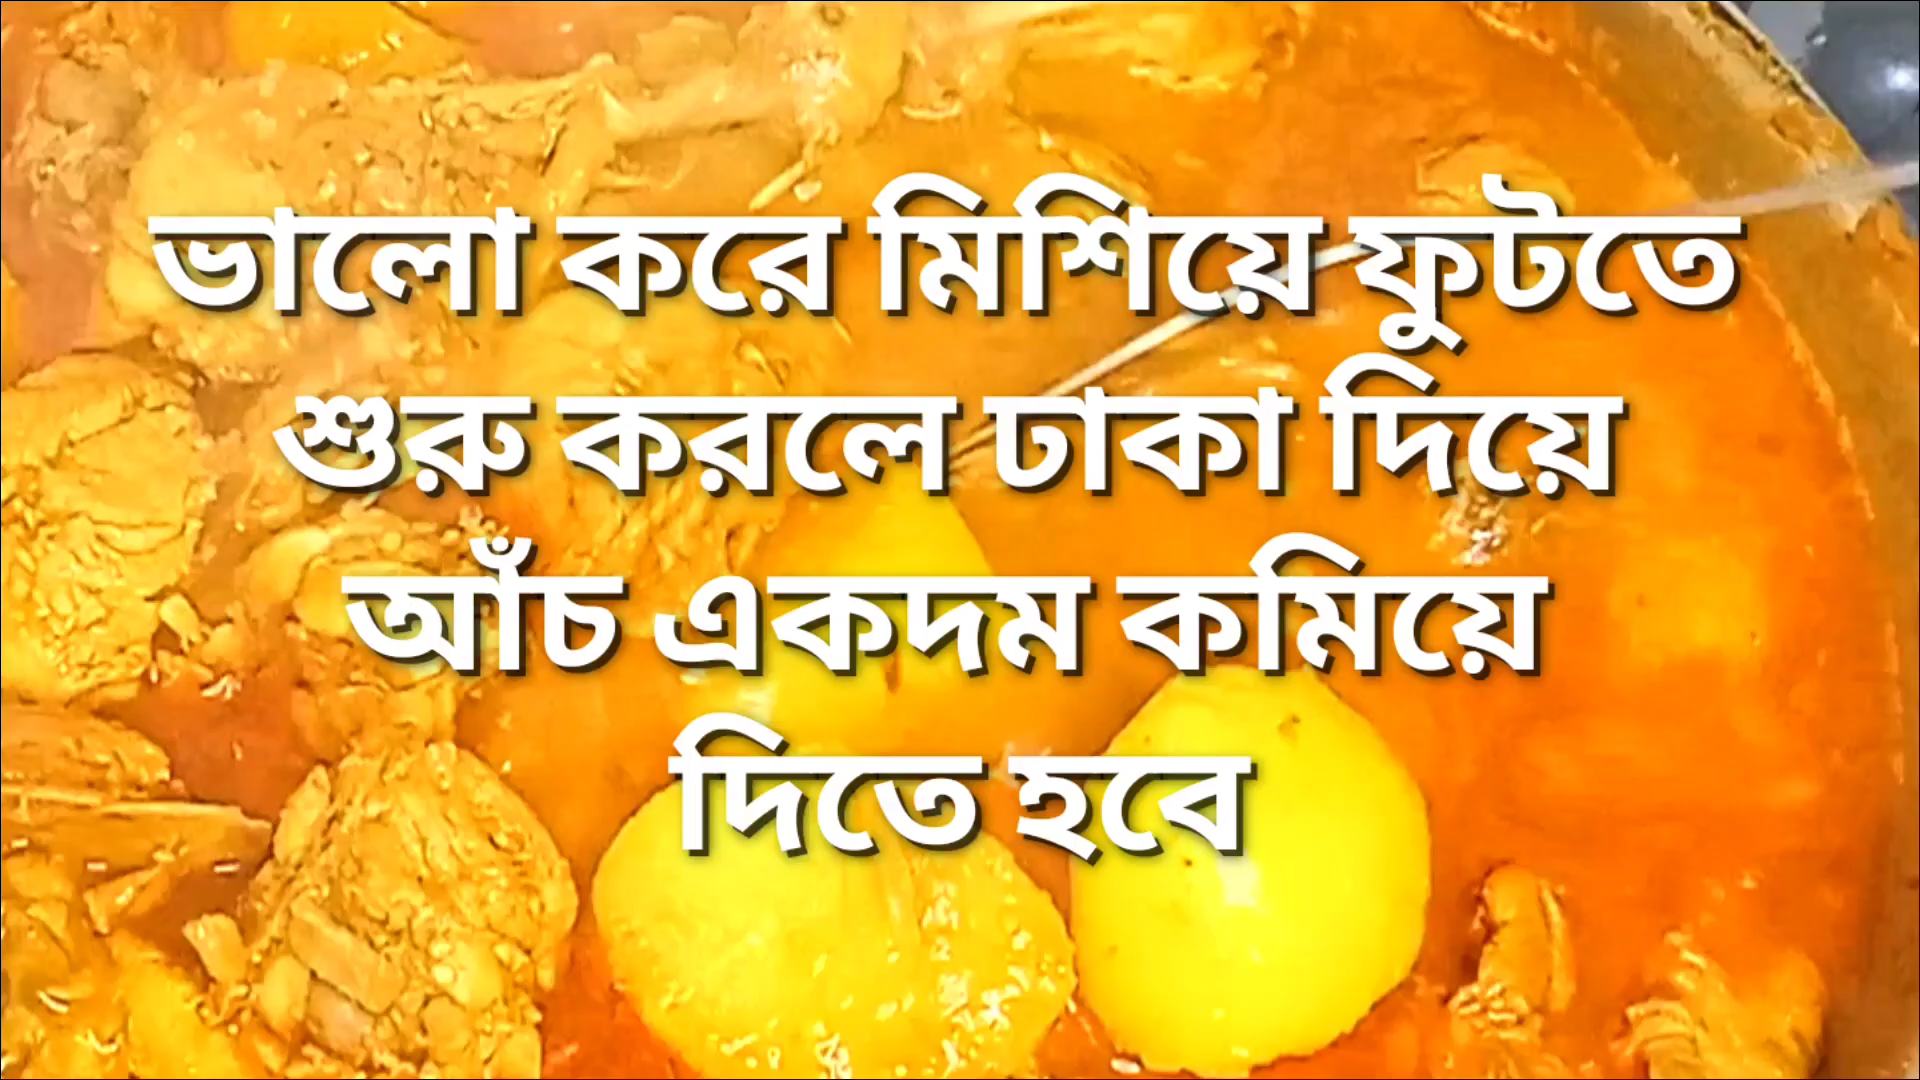 ভালো করে মিশিয়ে ফুটতে
শুরু করলে ঢাকা দিয়ে
আঁচ একদম কমিয়ে
দিতে হবে